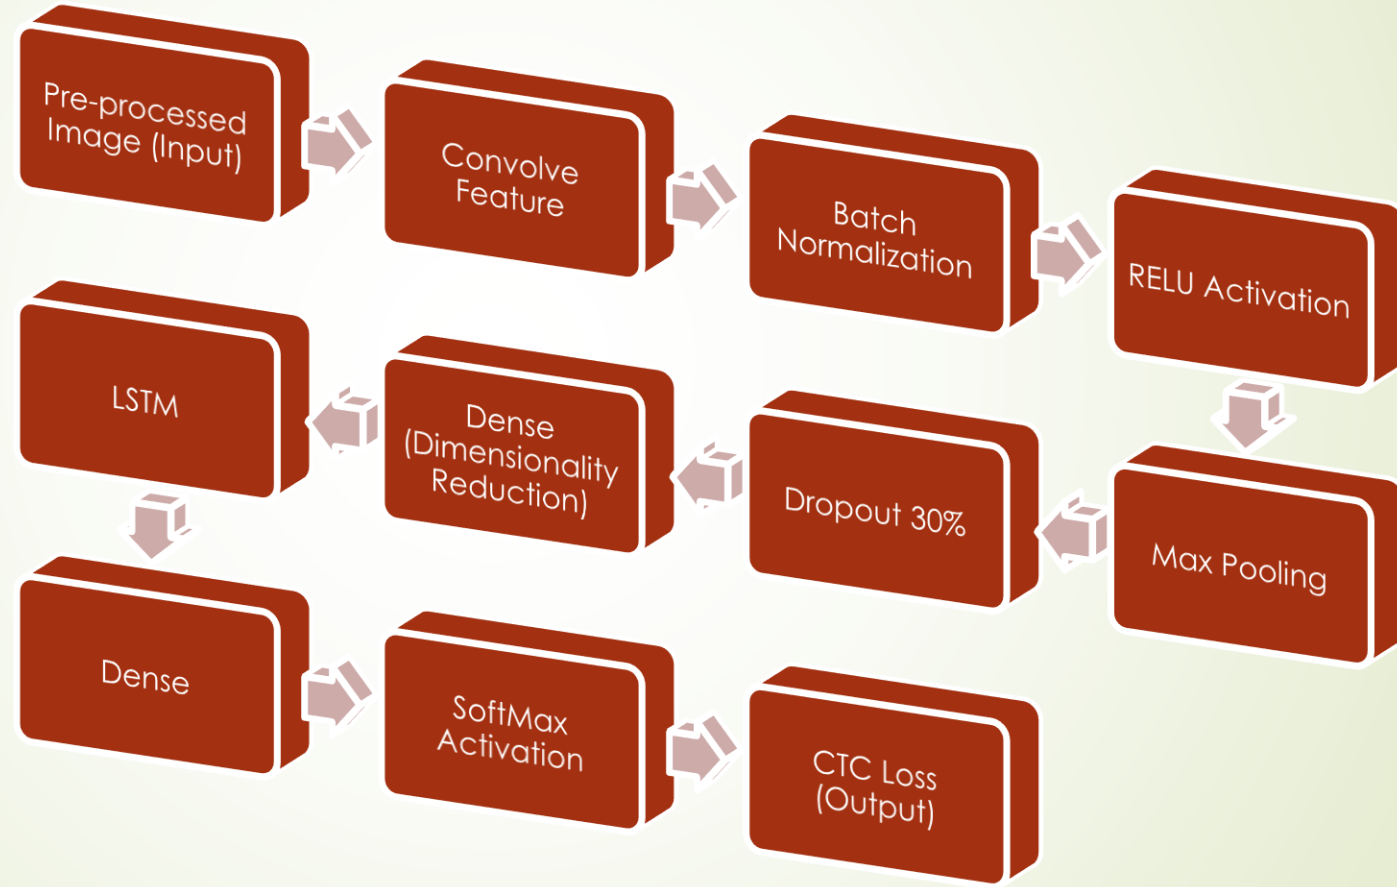 Pre-processed
Image (Input)
Convolve
Feature
Batch
Normalization
RELU Activation
Max Pooling
Dropout 30%
Dense
(Dimensionality
Reduction)
LSTM
Dense
SoftMax
Activation
CTC Loss
(Output)